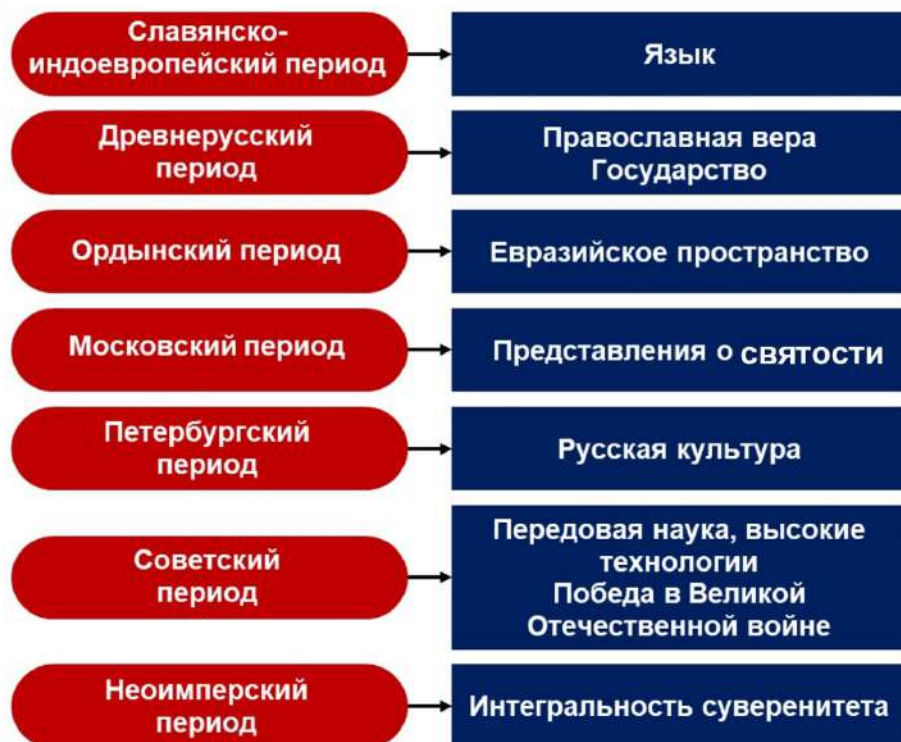 Славянско-
индоевропейский период
Язык
Древнерусский
период
Православная вера
Государство
Ордынский период
Евразийское пространство
Московский период
Представления о святости
Петербургский
период
Русская культура
Советский
период
Передовая наука, высокие
технологии
Победа в Великой
Отечественной войне
Неоимперский
период
Интегральность суверенитета